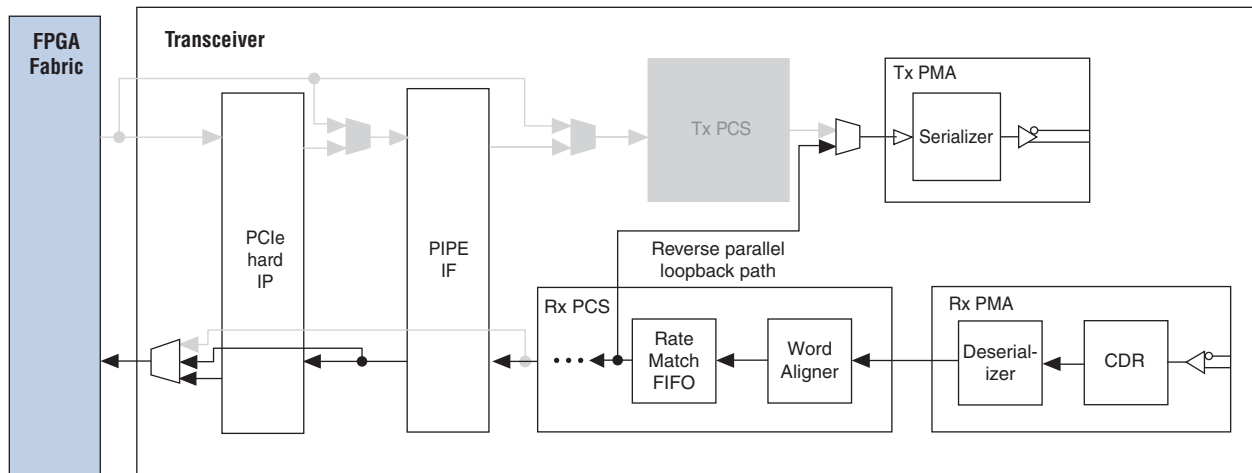 FPGA
Fabric
Transceiver
Tx PMA
Tx PCS
Serializer
PCIe
hard
IP
PIPE
IF
Reverse parallel
loopback path
Rx PCS
Rate
Match
FIFO
Word
Aligner
Rx PMA
Deserial-
izer
CDR